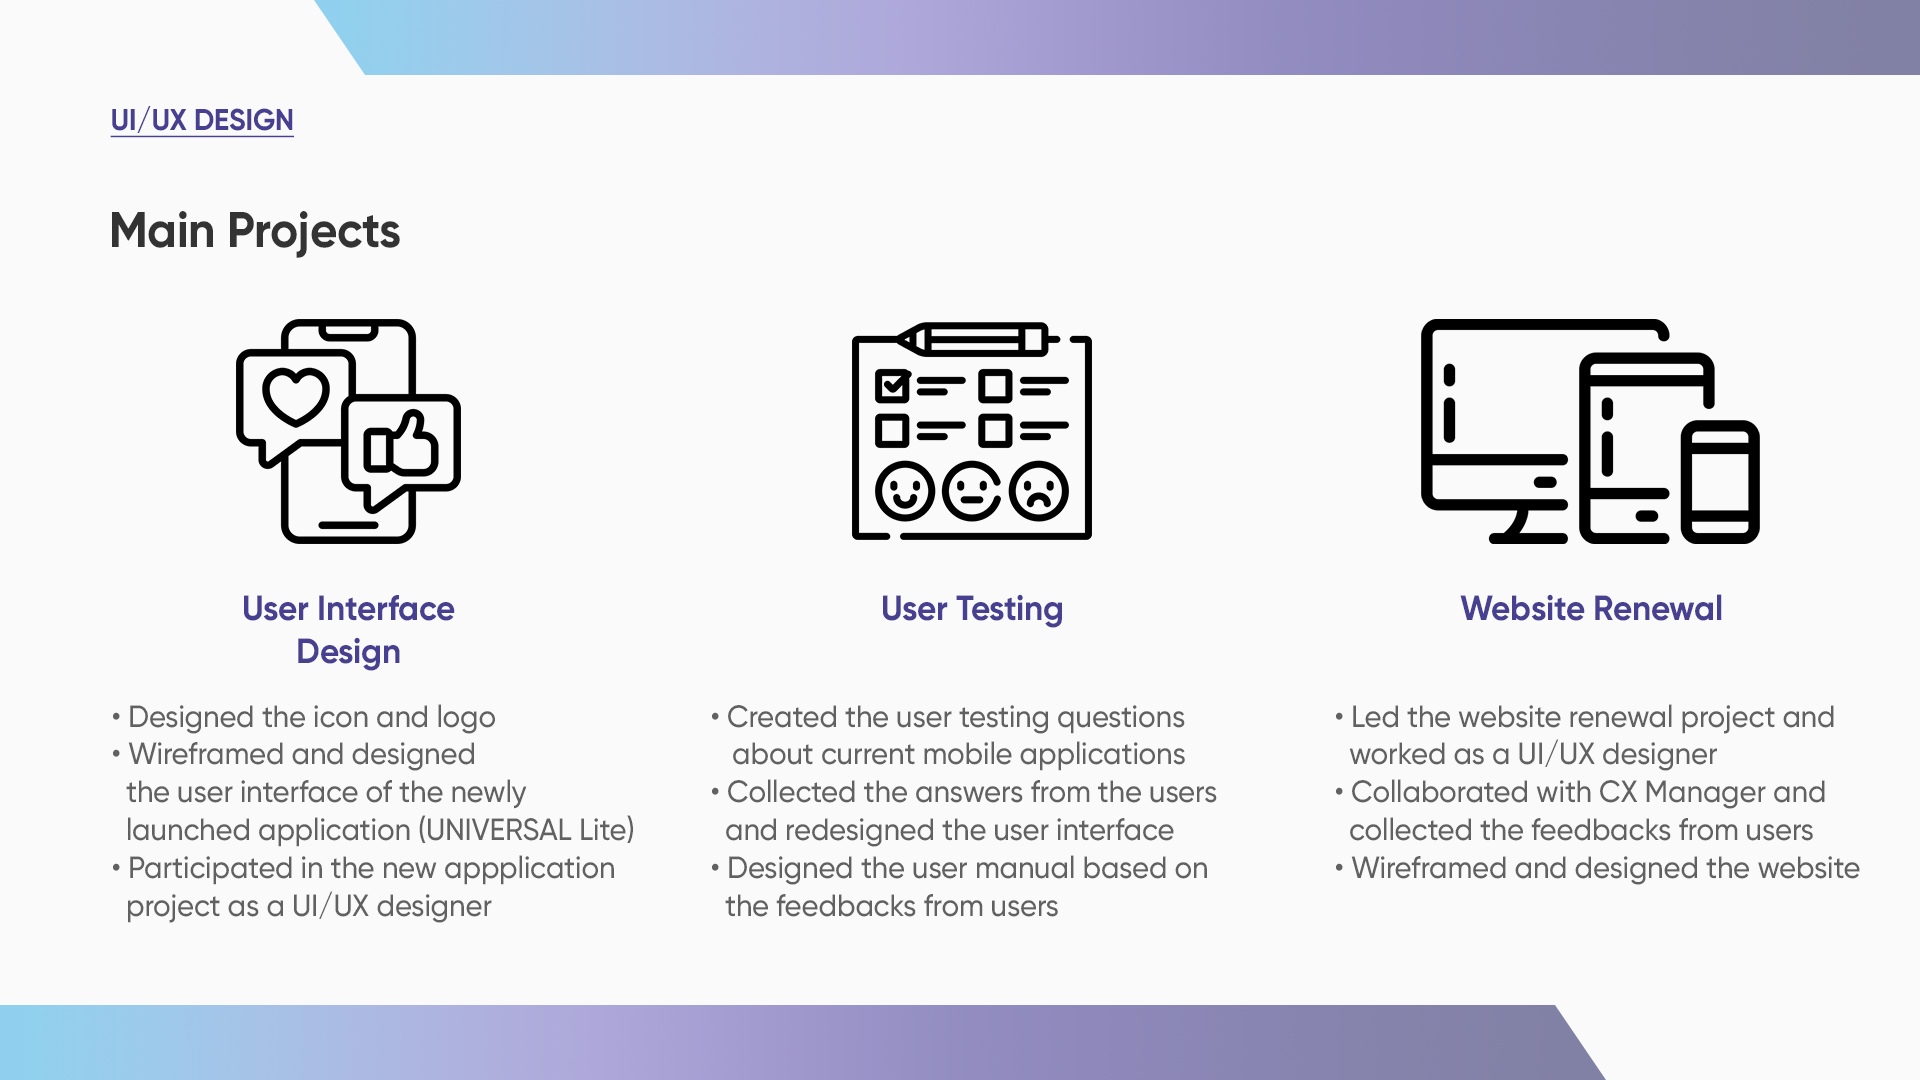 UI/UX DESIGN
Main Projects
User Interface
Design
• Designed the icon and logo
• Wireframed and designed
the user interface of the newly
launched application (UNIVERSAL Lite)
• Participated in the new appplication
project as a UI/UX designer
User Testing
• Created the user testing questions
about current mobile applications
• Collected the answers from the users
and redesigned the user interface
• Designed the user manual based on
the feedbacks from users
Website Renewal
• Led the website renewal project and
worked as a UI/UX designer
• Collaborated with CX Manager and
collected the feedbacks from users
• Wireframed and designed the website